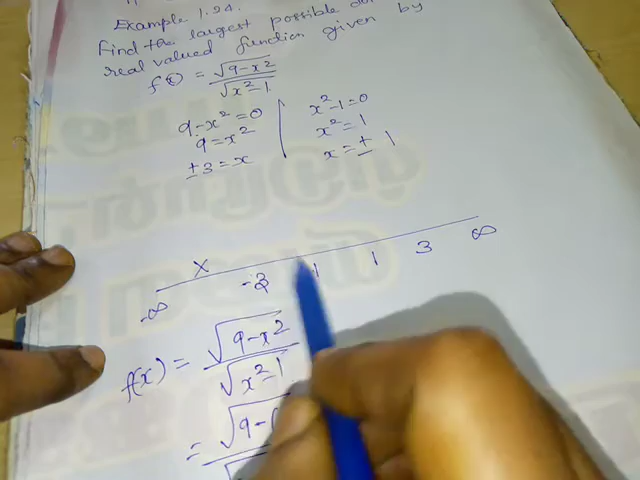 Example 1.24.
Find the largest possible
real valued function given by
f(x) = √(9-x²) / √(x²-1)
9-x²=0
9=x²
±3=x
x²-1=0
x²=1
x=±1
x
-∞ -3 1 1 3 ∞
f(x) = √(9-x²) / √(x²-1)
= √(9-